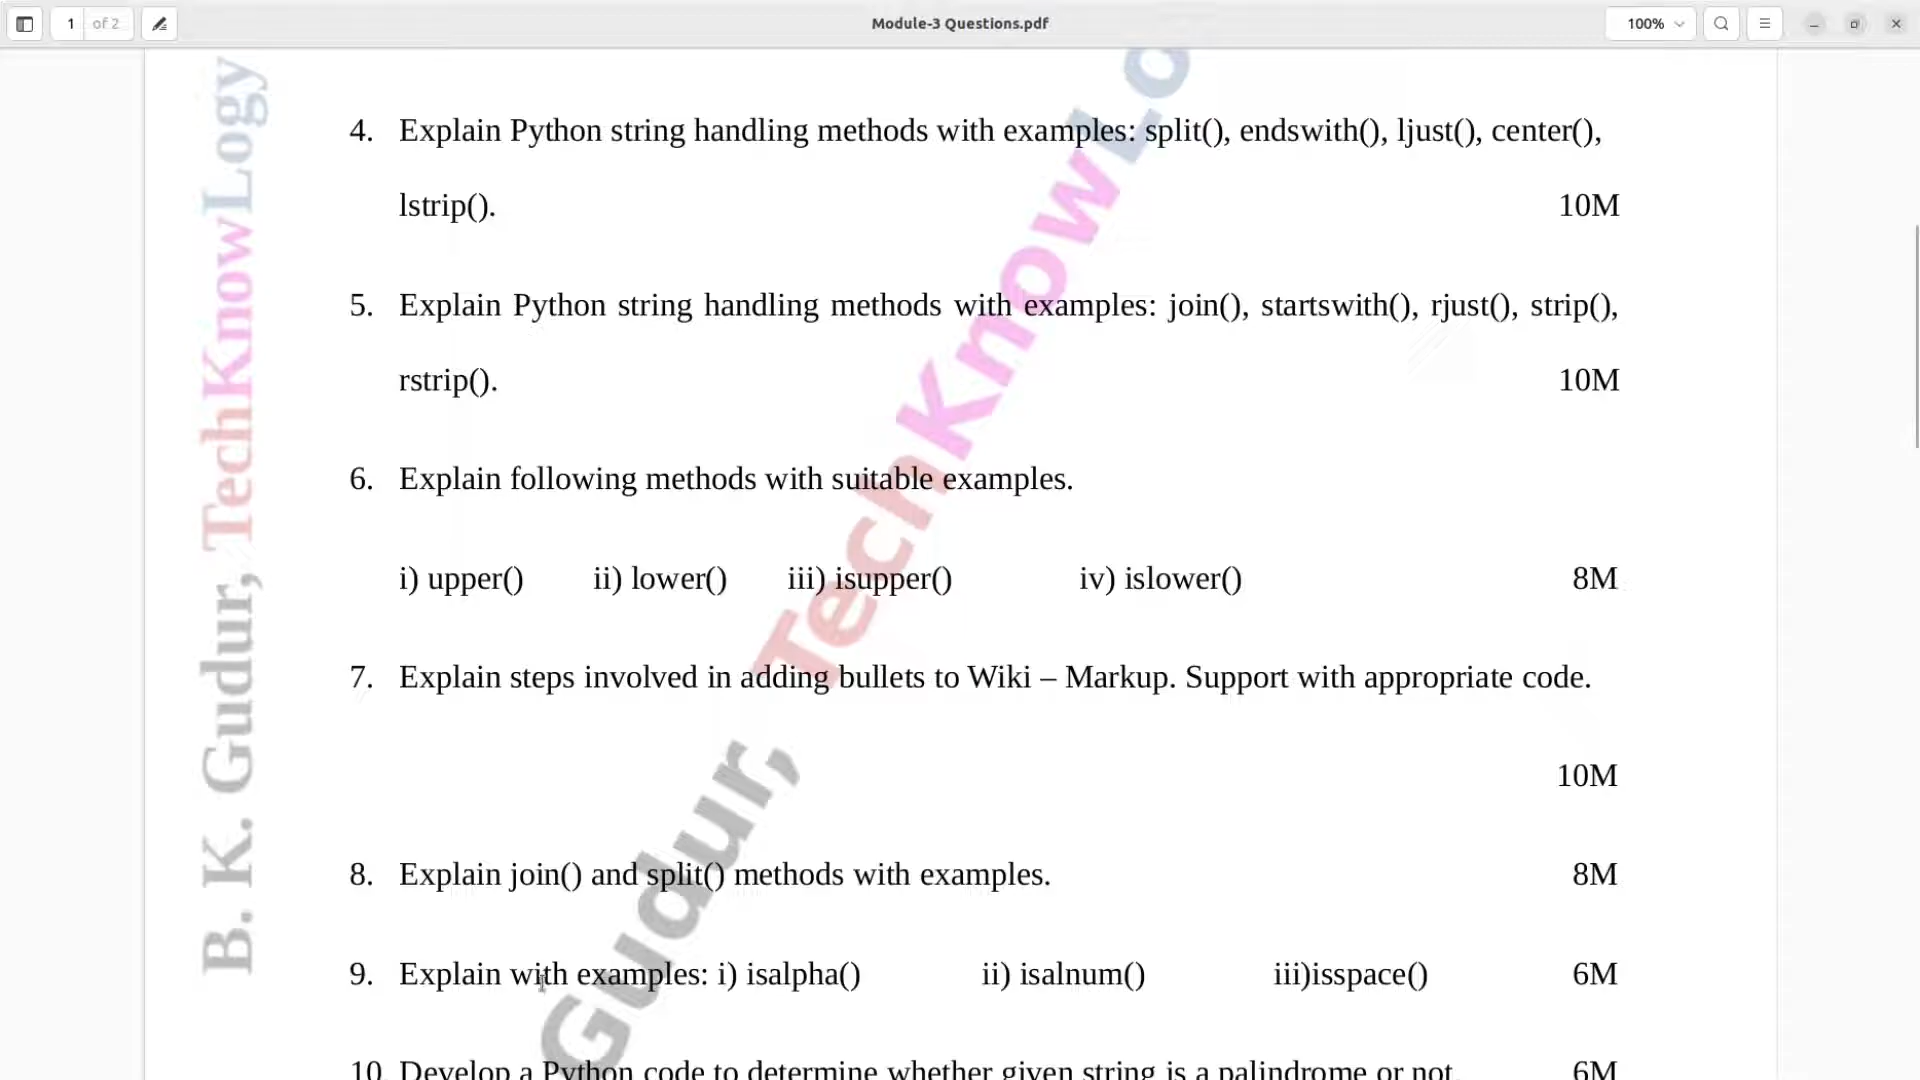 1 of 2 Module-3 Questions.pdf 100%
4. Explain Python string handling methods with examples: split(), endswith(), ljust(), center(),
lstrip(). 10M
5. Explain Python string handling methods with examples: join(), startswith(), rjust(), strip(),
rstrip(). 10M
6. Explain following methods with suitable examples.
i) upper() ii) lower() iii) isupper() iv) islower() 8M
7. Explain steps involved in adding bullets to Wiki – Markup. Support with appropriate code.
10M
8. Explain join() and split() methods with examples. 8M
9. Explain with examples: i) isalpha() ii) isalnum() iii)isspace() 6M
10. Develop a Python code to determine whether given string is a palindrome or not. 6M
B. K. Gudur, TechKnowLogy
Gudur, TechKnowLo